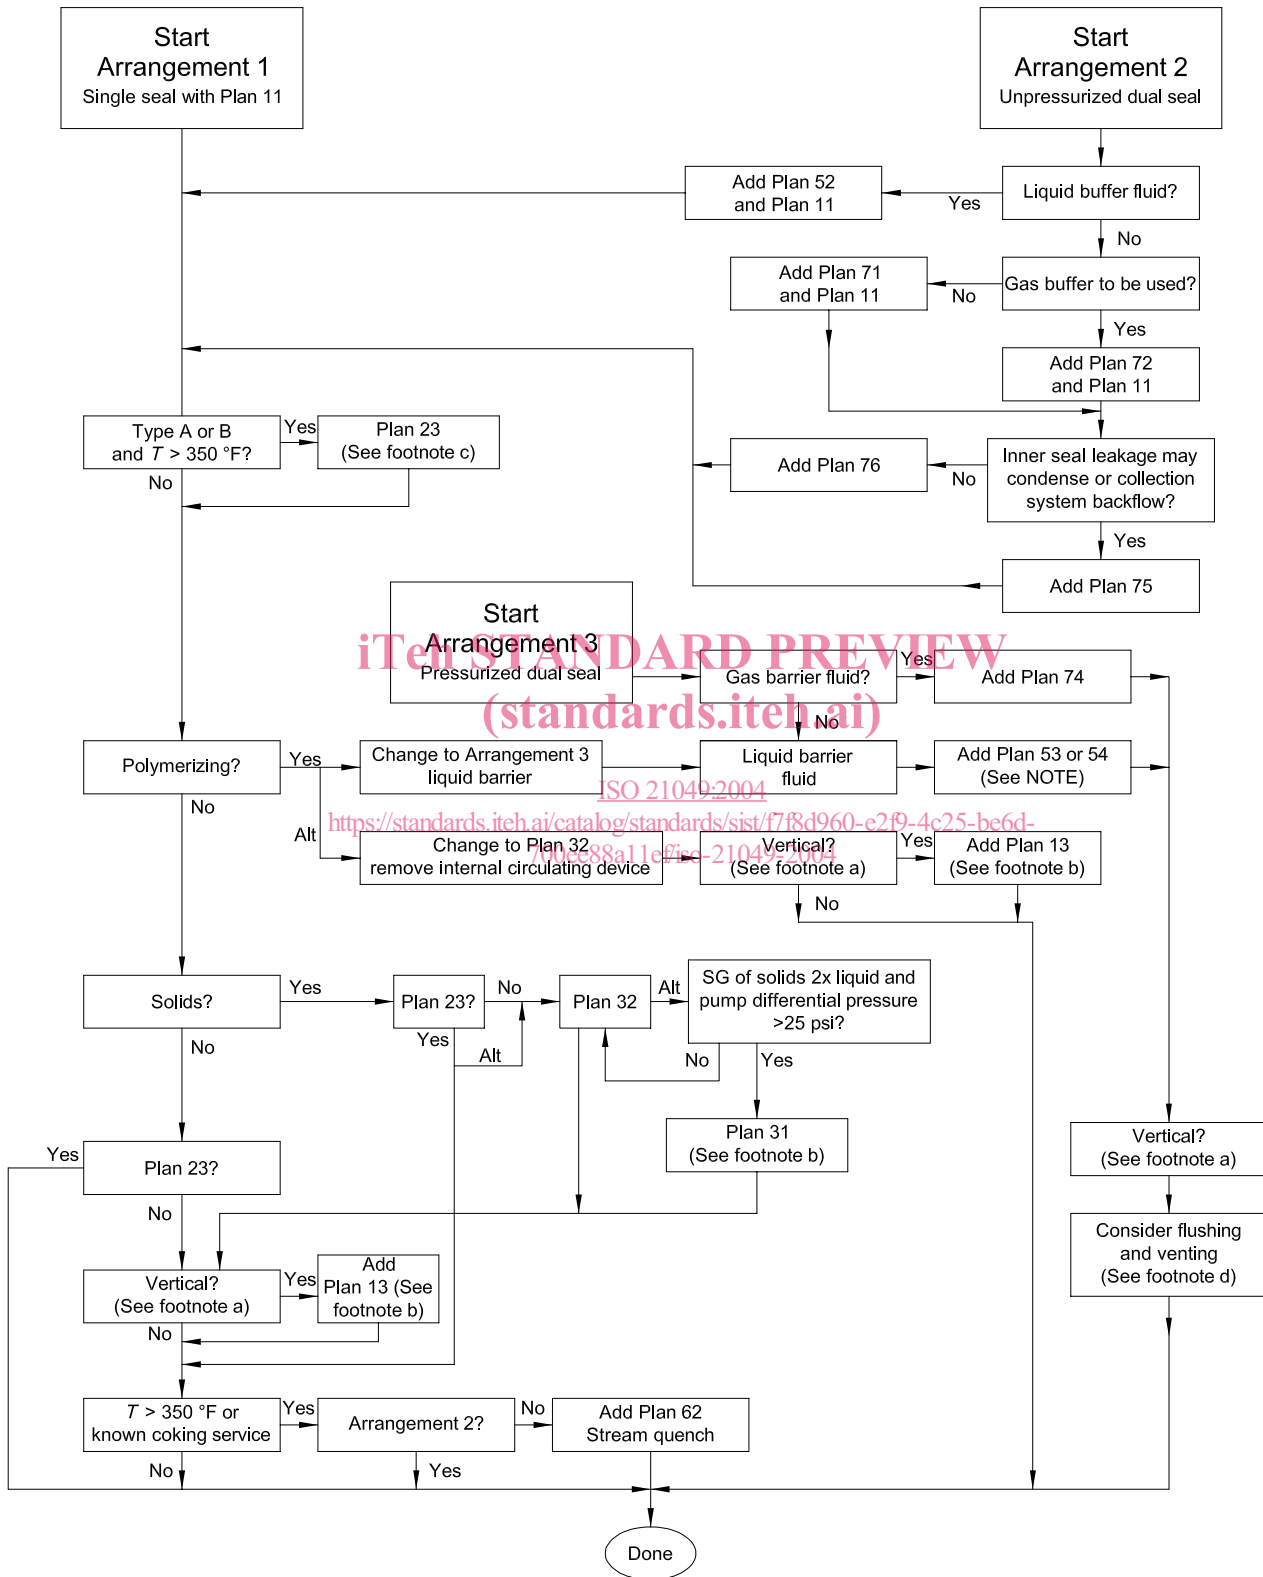 Start
Arrangement 1
Single seal with Plan 11
Start
Arrangement 2
Unpressurized dual seal
Add Plan 52
and Plan 11
Yes
Liquid buffer fluid?
No
Add Plan 71
and Plan 11
No
Gas buffer to be used?
Yes
Add Plan 72
and Plan 11
Type A or B
and T > 350 °F?
Yes
Plan 23
(See footnote c)
No
Add Plan 76
No
Inner seal leakage may
condense or collection
system backflow?
Yes
Add Plan 75
Start
Arrangement 3
Pressurized dual seal
iTeh STANDARD PREVIEW
(standards.iteh.ai)
Gas barrier fluid?
Yes
Add Plan 74
No
Polymerizing?
Yes
Change to Arrangement 3
liquid barrier
Liquid barrier
fluid
Add Plan 53 or 54
(See NOTE)
No
ISO 21049:2004
https://standards.iteh.ai/catalog/standards/sist/f7f8d960-e2f9-4c25-be6d-
700ee88a11ef/iso-21049-2004
Alt
Change to Plan 32
remove internal circulating device
Vertical?
(See footnote a)
Yes
Add Plan 13
(See footnote b)
No
Solids?
Yes
Plan 23?
No
Plan 32
Alt
SG of solids 2x liquid and
pump differential pressure
>25 psi?
No
Yes
Alt
No
Yes
Plan 31
(See footnote b)
Yes
Plan 23?
No
Vertical?
(See footnote a)
Consider flushing
and venting
(See footnote d)
Vertical?
(See footnote a)
Yes
Add
Plan 13 (See
footnote b)
No
T > 350 °F or
known coking service
Yes
Arrangement 2?
No
Add Plan 62
Stream quench
No
Yes
Done